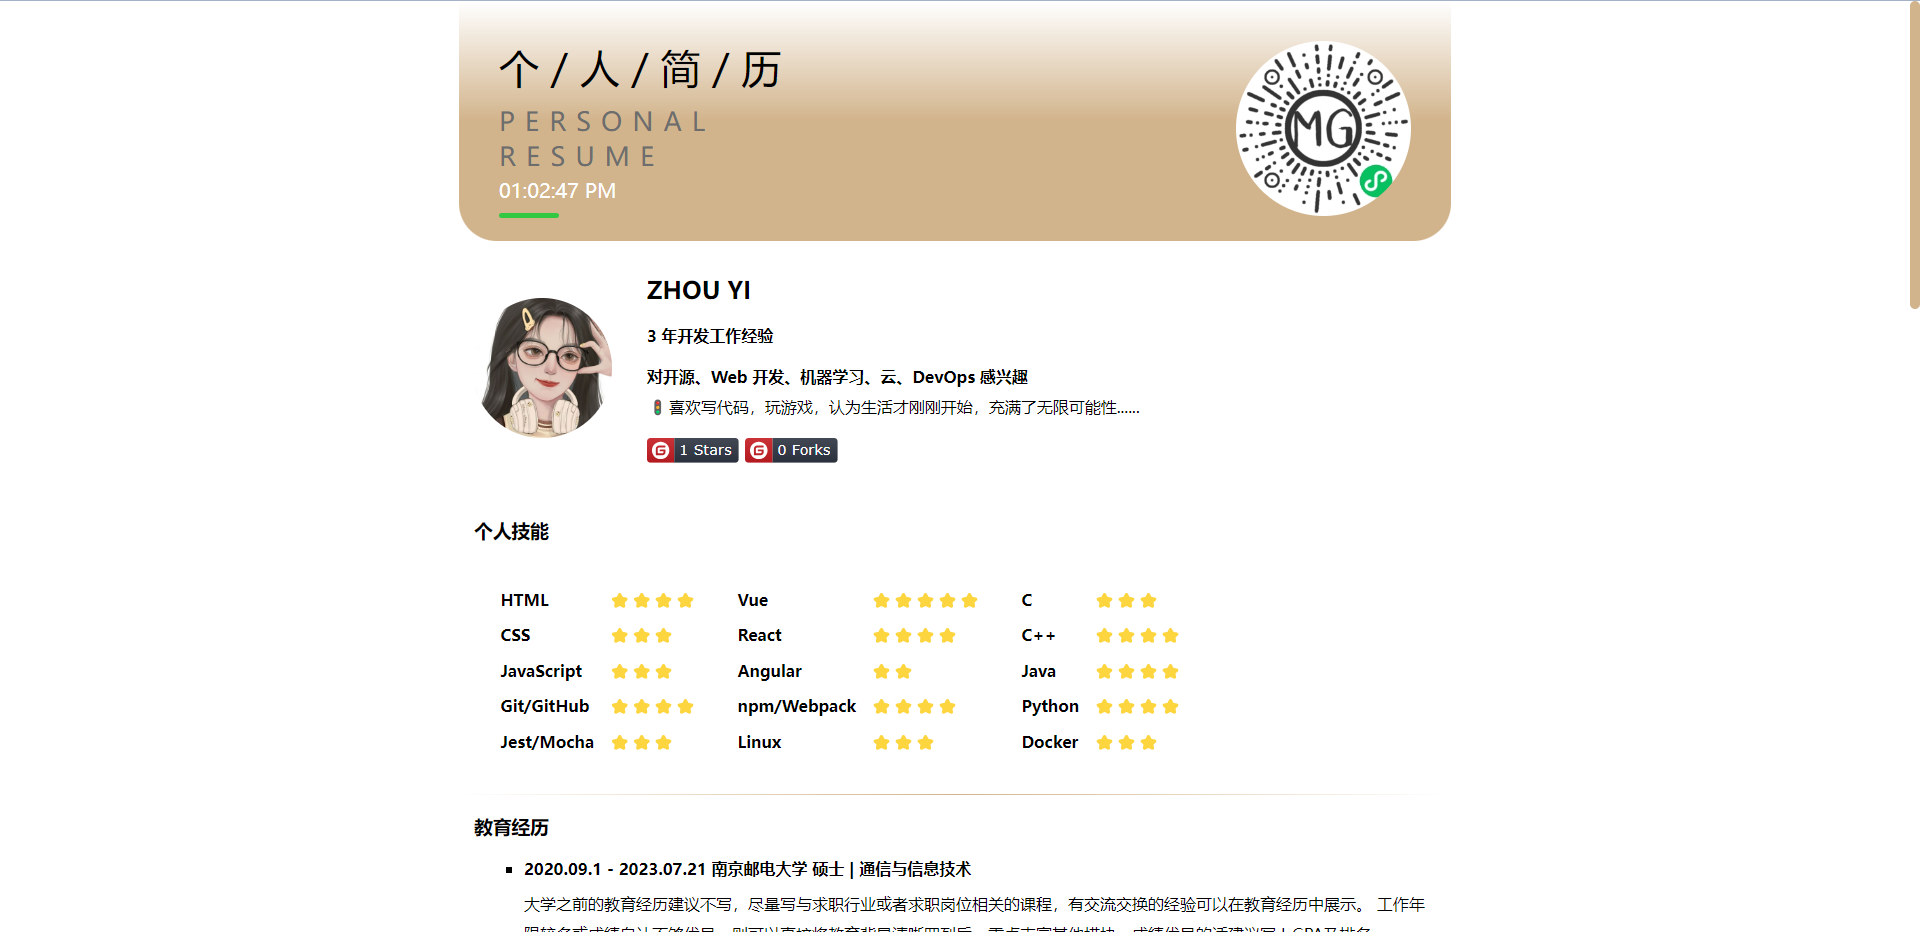 个/人/简/历
PERSONAL
RESUME
01:02:47 PM
MG
ZHOU YI
3 年开发工作经验
对开源、Web 开发、机器学习、云、DevOps 感兴趣
🚦喜欢写代码，玩游戏，认为生活才刚刚开始，充满了无限可能性......
G 1 Stars G 0 Forks
个人技能
HTML Vue C
CSS React C++
JavaScript Angular Java
Git/GitHub npm/Webpack Python
Jest/Mocha Linux Docker
教育经历
2020.09.1 - 2023.07.21 南京邮电大学 硕士 | 通信与信息技术
大学之前的教育经历建议不写，尽量写与求职行业或者求职岗位相关的课程，有交流交换的经验可以在教育经历中展示。 工作年